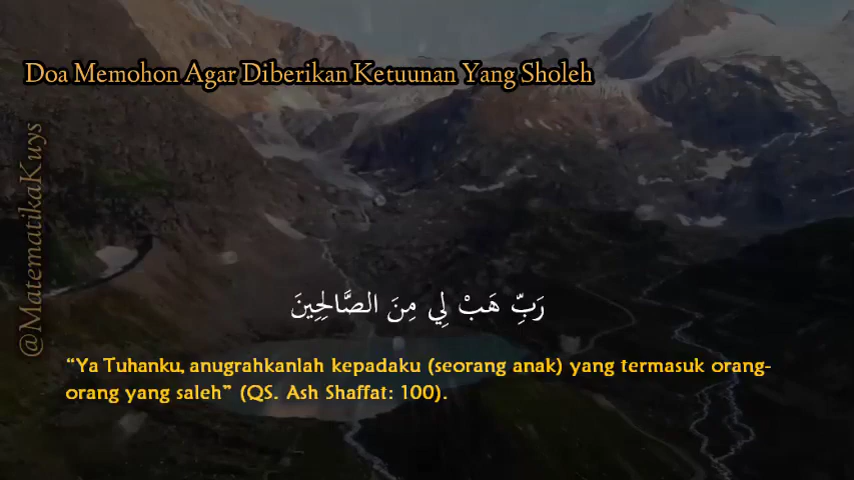 Doa Memohon Agar Diberikan Ketuunan Yang Sholeh
@MatematikaKuys
رَبِّ هَبْ لِي مِنَ الصَّالِحِينَ
“Ya Tuhanku, anugrahkanlah kepadaku (seorang anak) yang termasuk orang-
orang yang saleh” (QS. Ash Shaffat: 100).